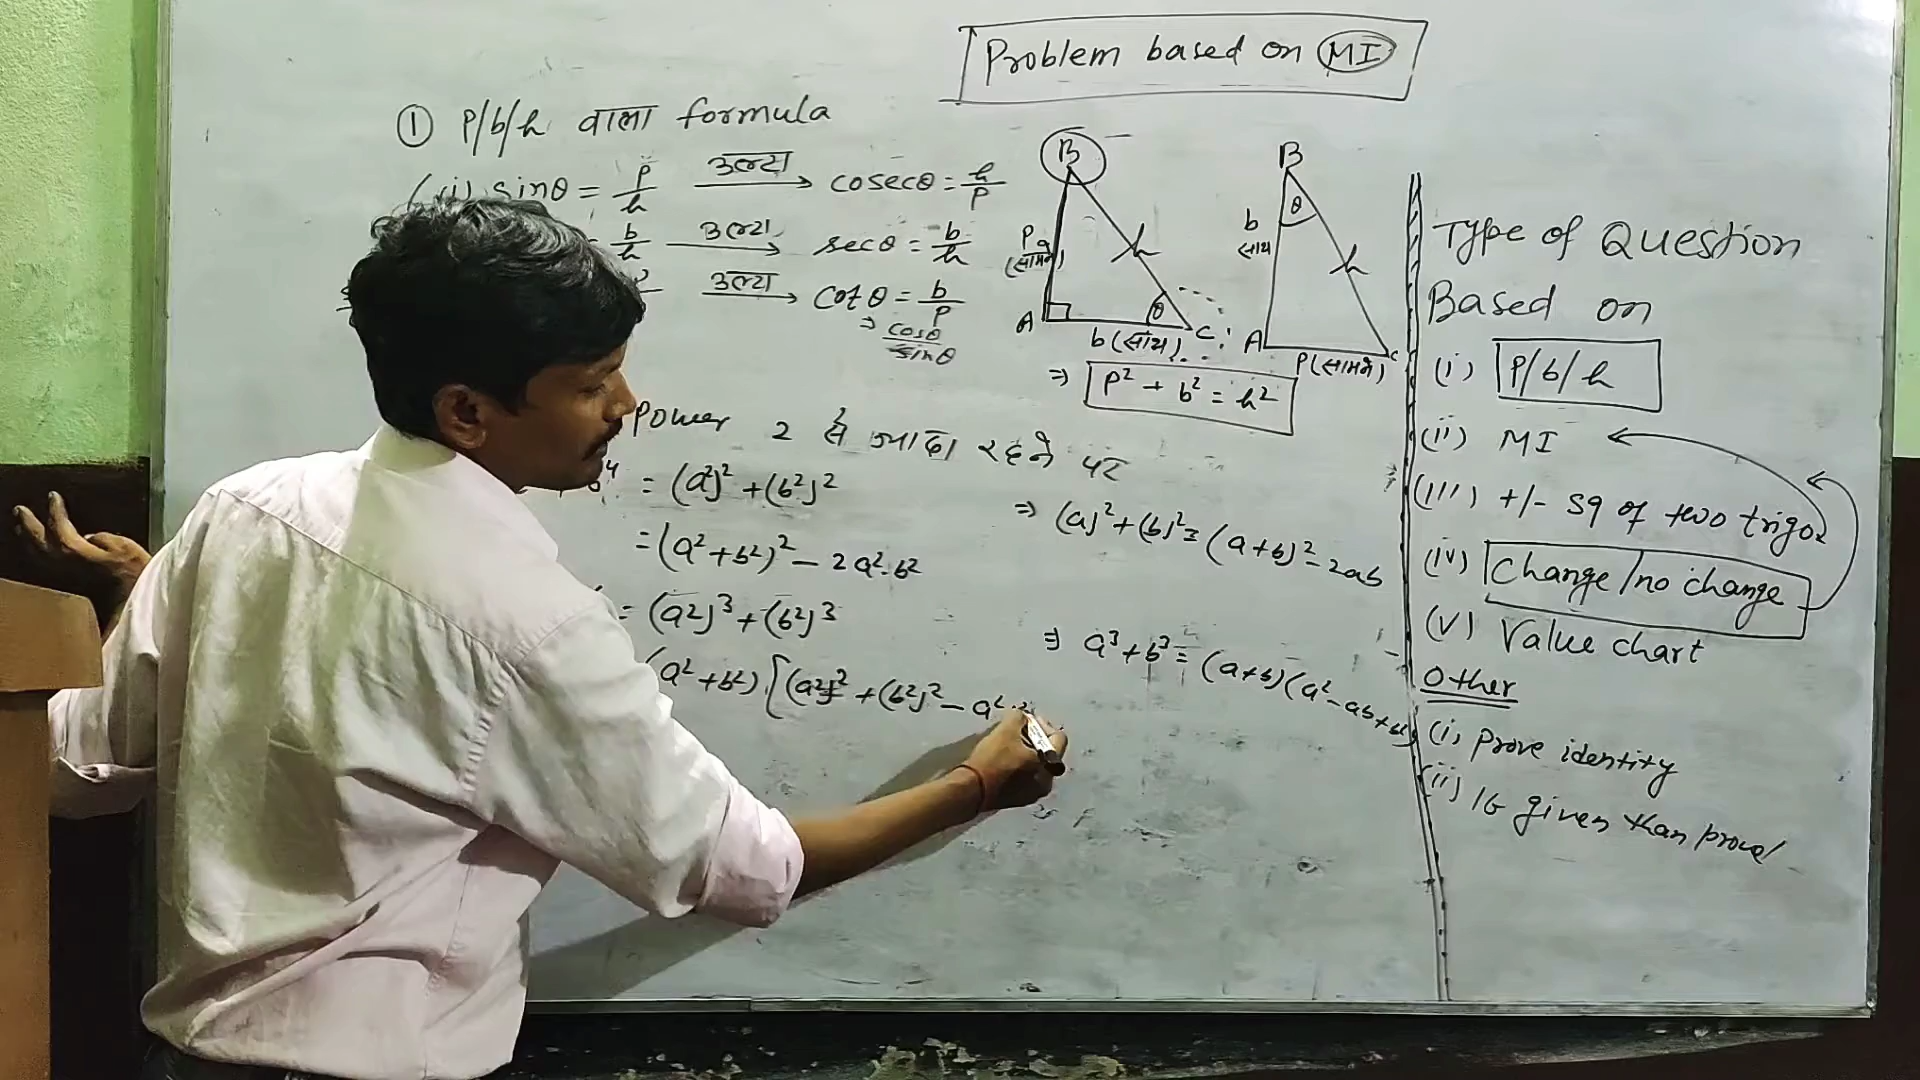 Problem based on MI
① P/b/h वाला formula
(i) sinθ = p/h उल्टा → cosecθ = h/p
= b/h उल्टा → secθ = b/h
उल्टा → cotθ = b/p
⇒ cosθ/sinθ
B
P
(सामने)
h
A
θ
b (साथ)
C
B
θ
b
साथ
h
A
P (सामने)
C
⇒ P² + b² = h²
Power 2 से ज्यादा रहने पर
= (a²)² + (b²)²
= (a² + b²)² - 2a².b²
= (a²)³ + (b²)³
(a² + b²) [(a²)² + (b²)² - a²
⇒ (a)² + (b)² = (a+b)² - 2ab
⇒ a³ + b³ = (a+b)(a² - ab + b²)
Type of Question
Based on
(i) P/b/h
(ii) MI
(iii) +/- sq of two trigo.
(iv) Change/no change
(v) Value chart
Other
(i) Prove identity
(ii) If given than prove